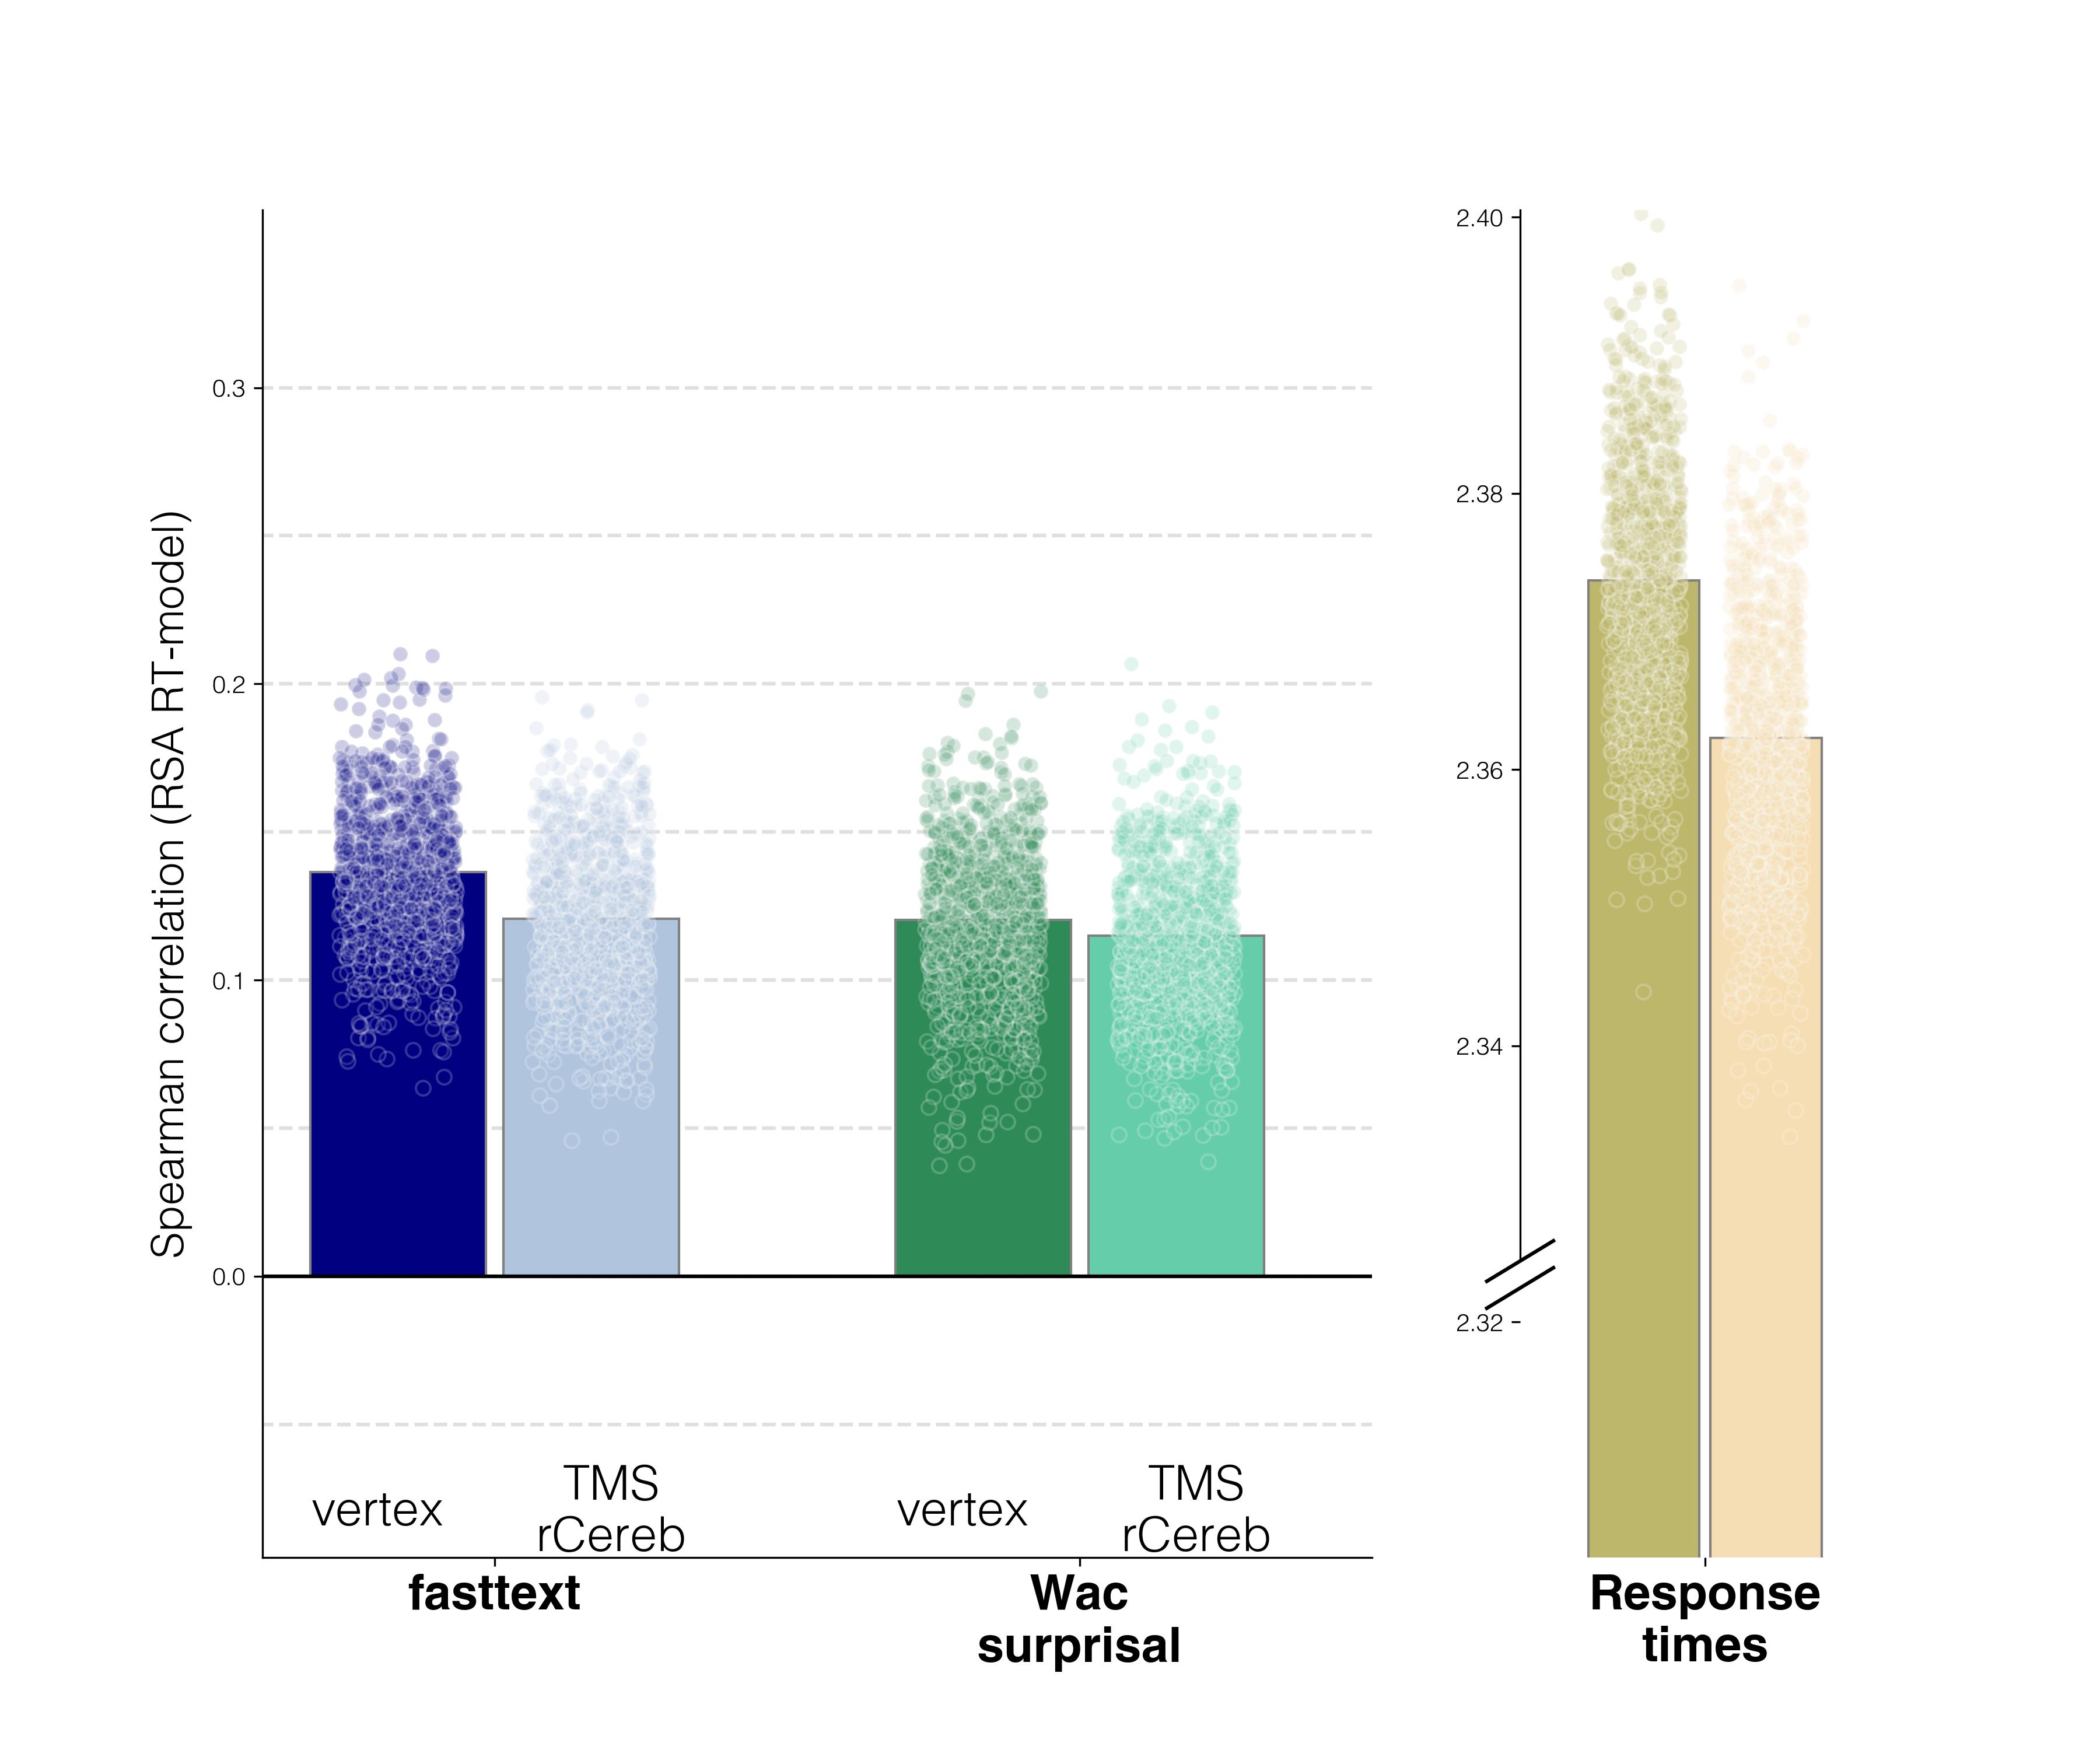 Spearman correlation (RSA RT-model)
0.3
0.2
0.1
0.0
vertex
TMS
rCereb
vertex
TMS
rCereb
fasttext
Wac
surprisal
2.40
2.38
2.36
2.34
2.32
Response
times